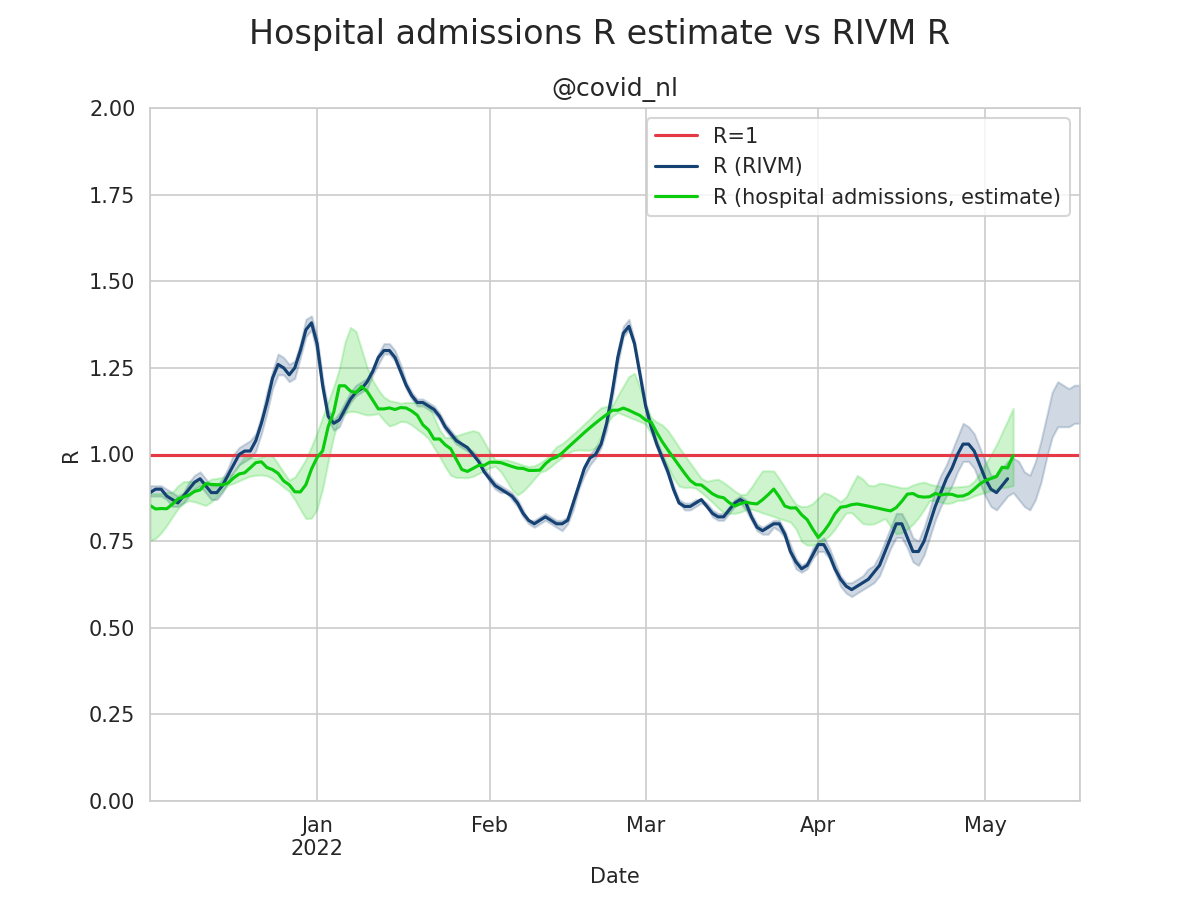 Hospital admissions R estimate vs RIVM R
@covid_nl
2.00
1.75
1.50
1.25
1.00
0.75
0.50
0.25
0.00
R
R=1
R (RIVM)
R (hospital admissions, estimate)
Jan
2022
Feb
Mar
Apr
May
Date